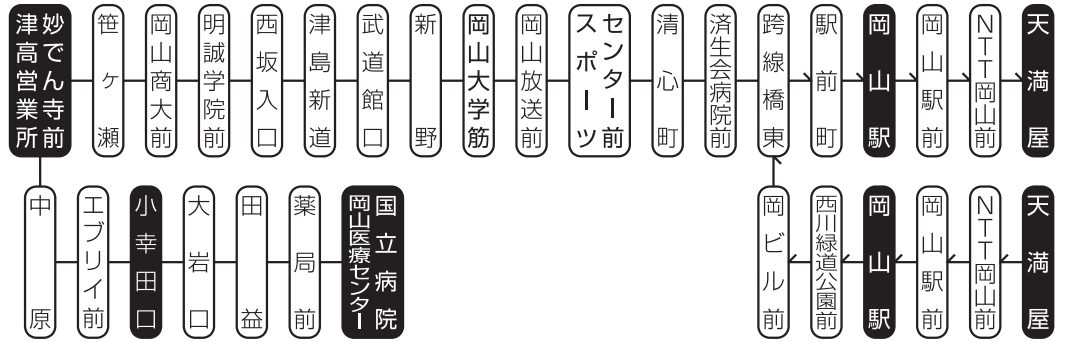 妙でん寺前
津高営業所
笹ヶ瀬
岡山商大前
明誠学院前
西坂入口
津島新道
武道館口
新野
岡山大学筋
岡山放送前
スポーツ
センター前
清心町
済生会病院前
跨線橋東
駅前町
岡山駅
岡山駅前
NTT岡山前
天満屋
中原
エブリイ前
小幸田口
大岩口
田益
薬局前
国立病院
岡山医療センター
岡ビル前
西川緑道公園前
岡山駅
岡山駅前
NTT岡山前
天満屋